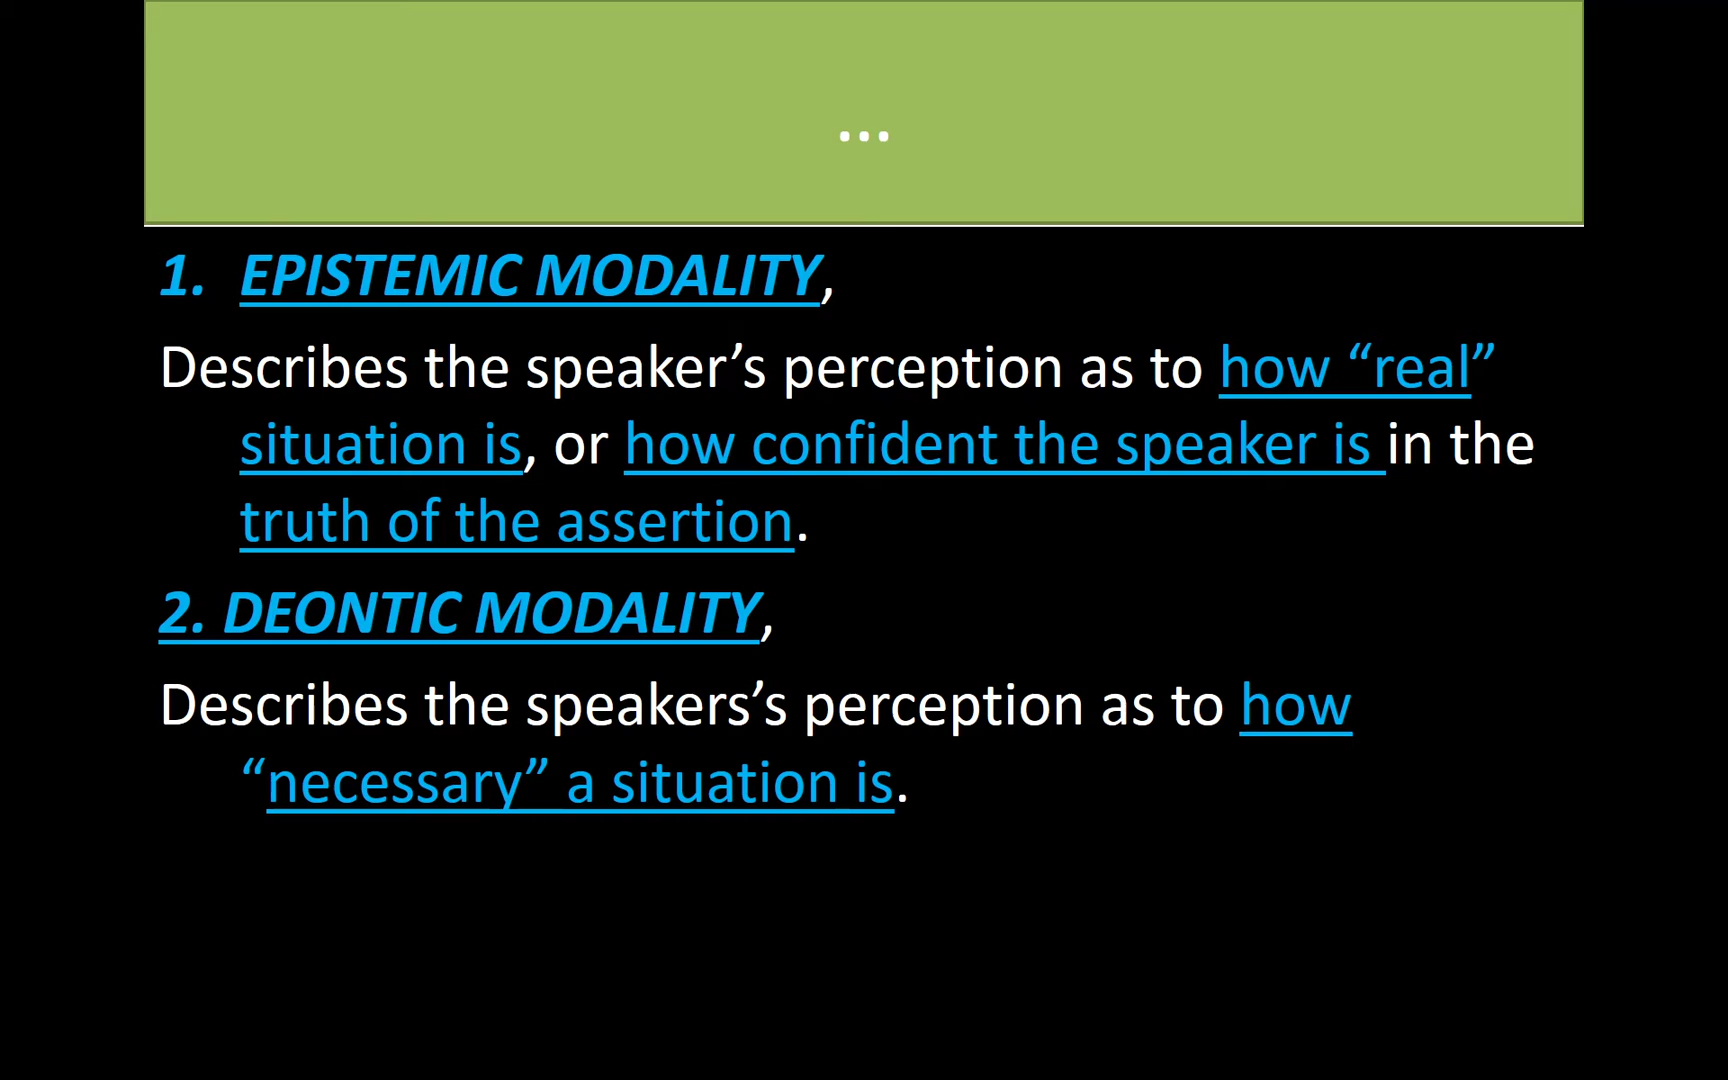 ...
1. EPISTEMIC MODALITY,
Describes the speaker’s perception as to how “real”
situation is, or how confident the speaker is in the
truth of the assertion.
2. DEONTIC MODALITY,
Describes the speakers’s perception as to how
“necessary” a situation is.